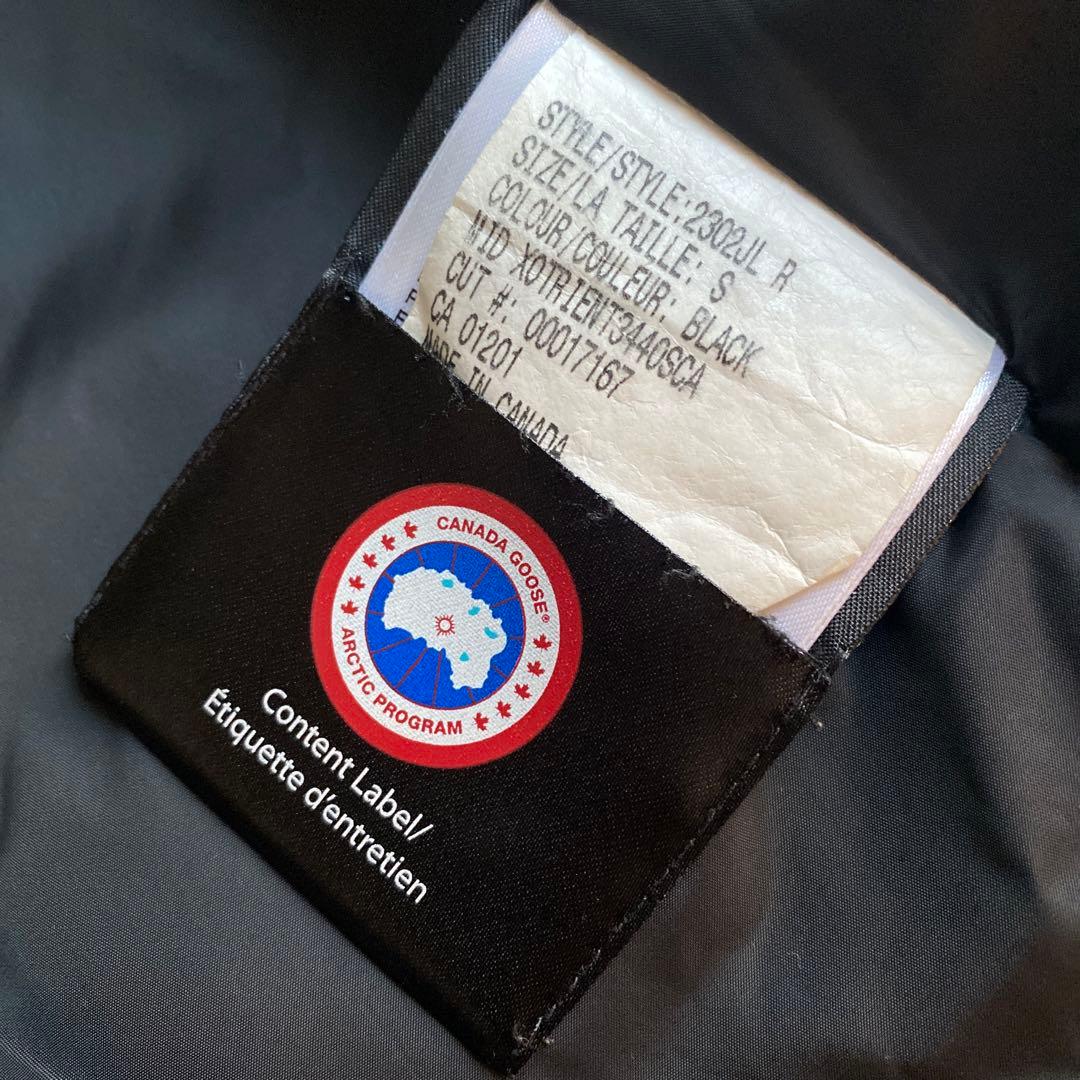 STYLE/STYLE:2302JL R
SIZE/LA TAILLE: S
COLOUR/COULEUR: BLACK
MID XOTRIENT3440SCA
CUT #: 00017167
CA 01201
MADE IN CANADA
CANADA GOOSE®
ARCTIC PROGRAM
Content Label/
Étiquette d'entretien